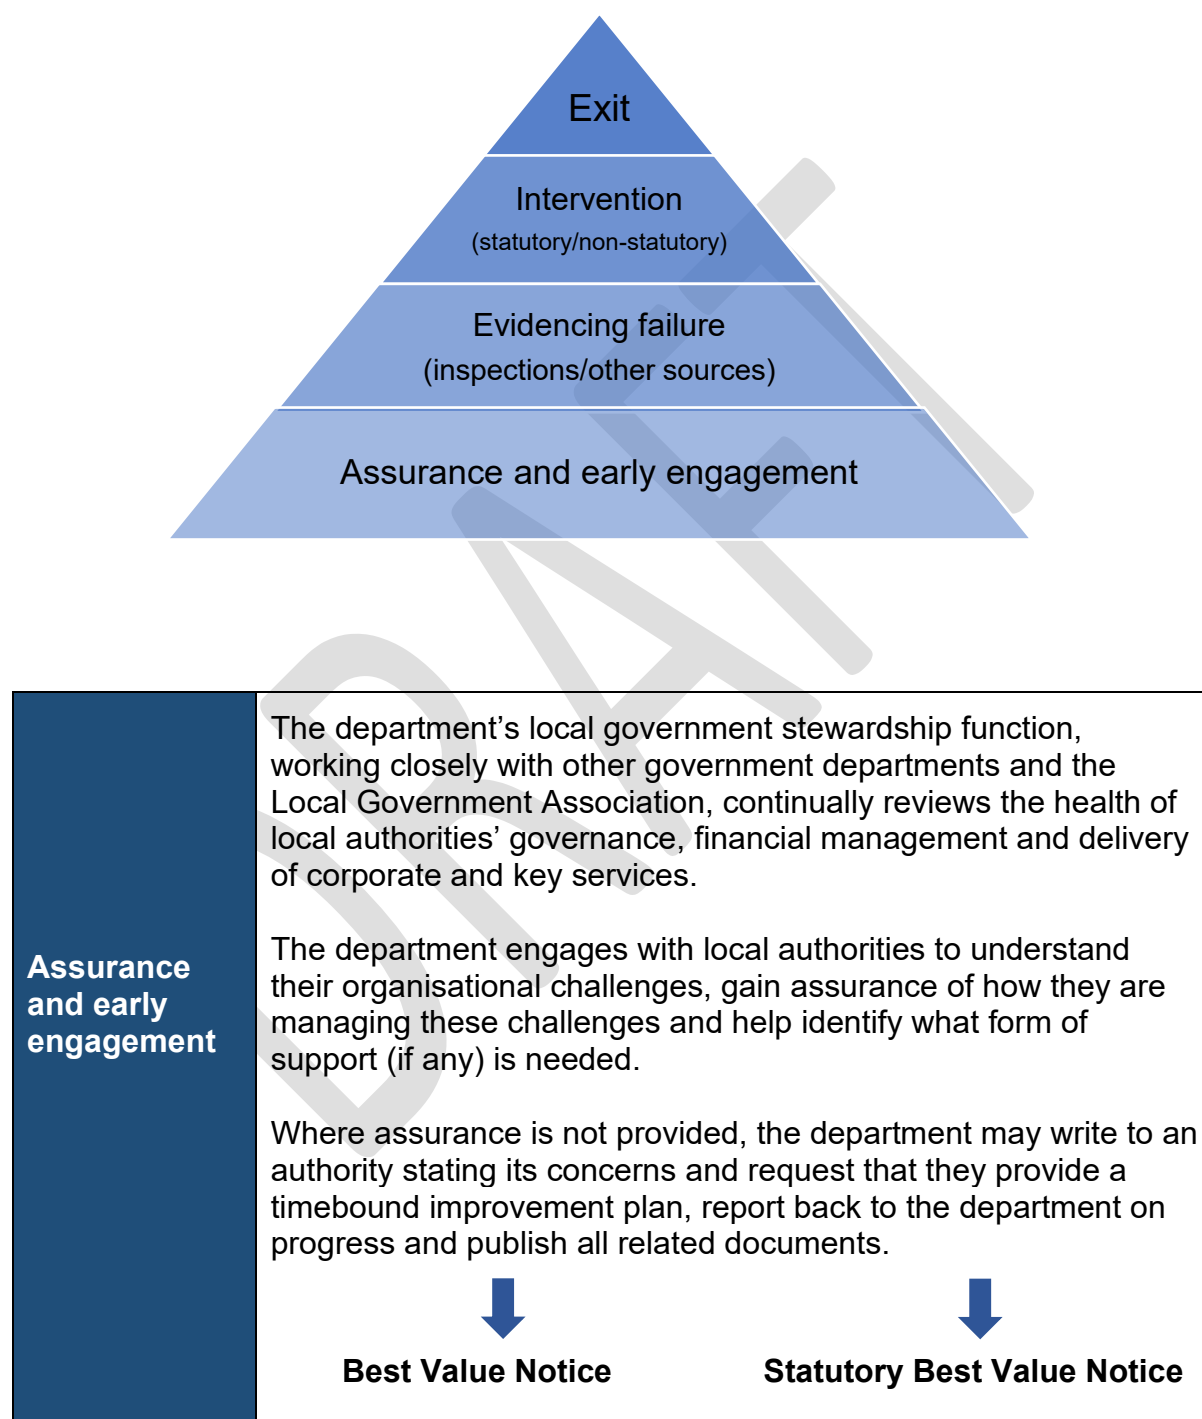 Exit
Intervention
(statutory/non-statutory)
Evidencing failure
(inspections/other sources)
Assurance and early engagement
DRAFT
Assurance
and early
engagement
The department’s local government stewardship function,
working closely with other government departments and the
Local Government Association, continually reviews the health of
local authorities’ governance, financial management and delivery
of corporate and key services.
The department engages with local authorities to understand
their organisational challenges, gain assurance of how they are
managing these challenges and help identify what form of
support (if any) is needed.
Where assurance is not provided, the department may write to an
authority stating its concerns and request that they provide a
timebound improvement plan, report back to the department on
progress and publish all related documents.
Best Value Notice
Statutory Best Value Notice